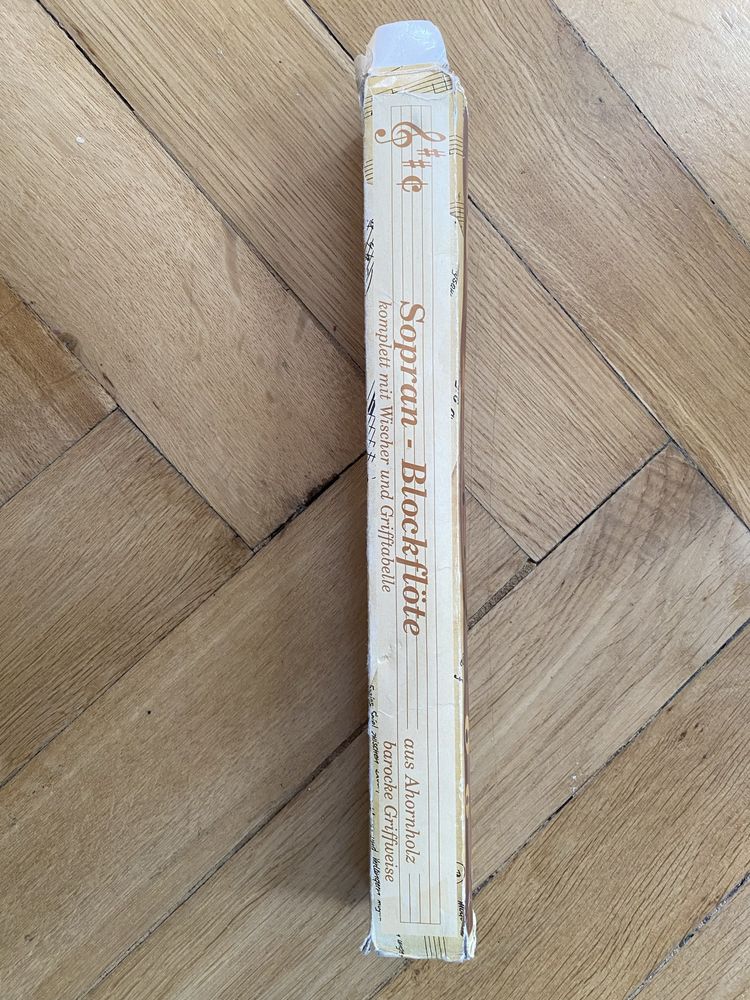 Sopran - Blockflöte
komplett mit Wischer und Grifftabelle
aus Ahornholz
barocke Griffweise